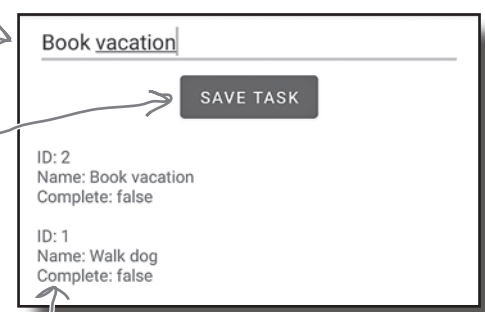 Book vacation
SAVE TASK
ID: 2
Name: Book vacation
Complete: false
ID: 1
Name: Walk dog
Complete: false